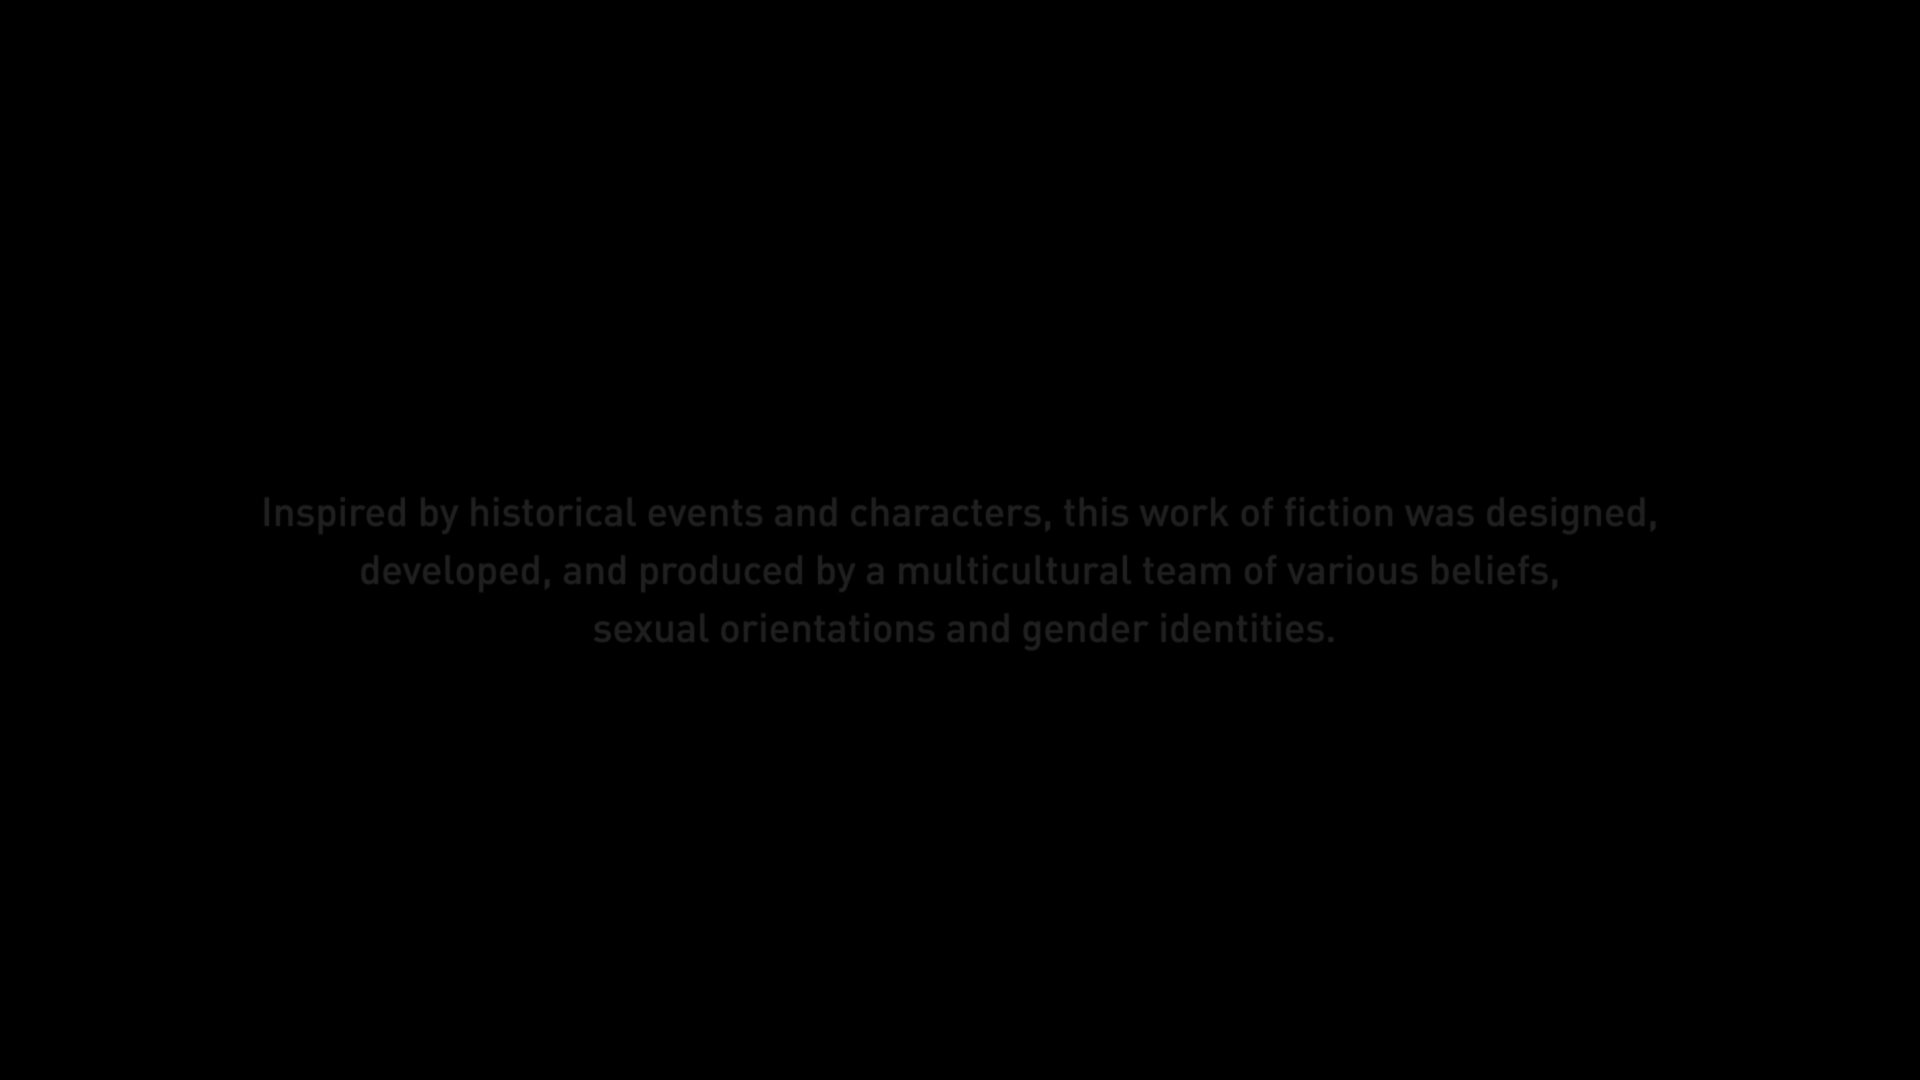 Inspired by historical events and characters, this work of fiction was designed,
developed, and produced by a multicultural team of various beliefs,
sexual orientations and gender identities.